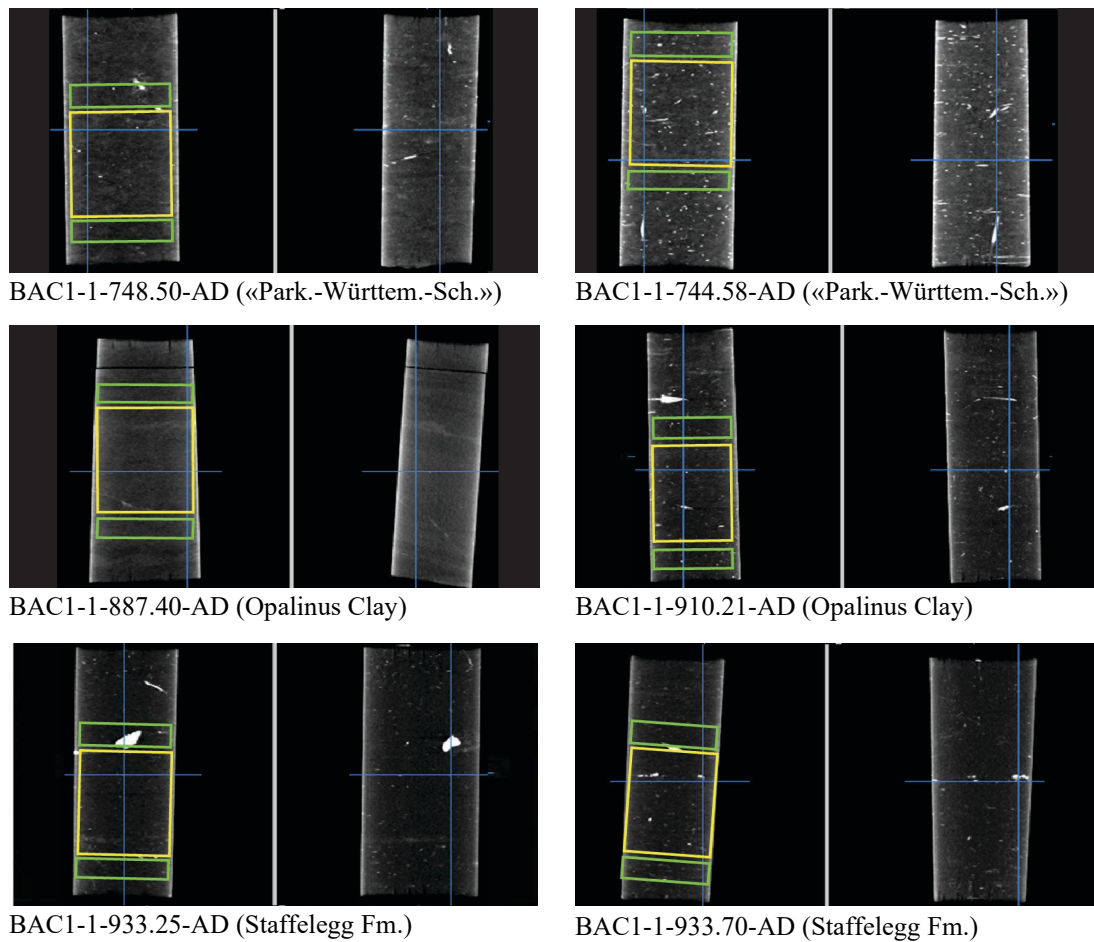 BAC1-1-748.50-AD («Park.-Württem.-Sch.»)
BAC1-1-744.58-AD («Park.-Württem.-Sch.»)
BAC1-1-887.40-AD (Opalinus Clay)
BAC1-1-910.21-AD (Opalinus Clay)
BAC1-1-933.25-AD (Staffelegg Fm.)
BAC1-1-933.70-AD (Staffelegg Fm.)